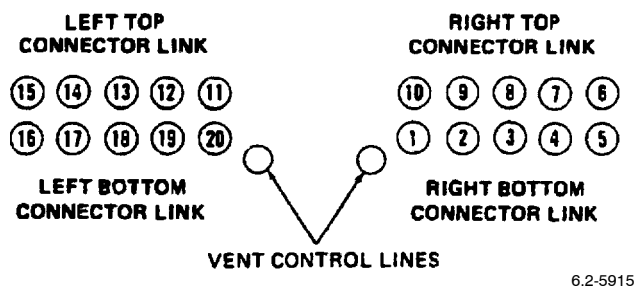 LEFT TOP
CONNECTOR LINK
RIGHT TOP
CONNECTOR LINK
15 14 13 12 11
10 9 8 7 6
16 17 18 19 20
1 2 3 4 5
LEFT BOTTOM
CONNECTOR LINK
RIGHT BOTTOM
CONNECTOR LINK
VENT CONTROL LINES
6.2-5915